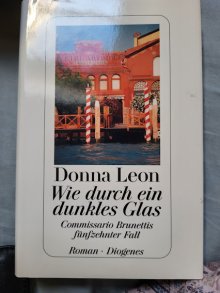 Donna Leon
Wie durch ein
dunkles Glas
Commissario Brunettis
fünfzehnter Fall
Roman · Diogenes